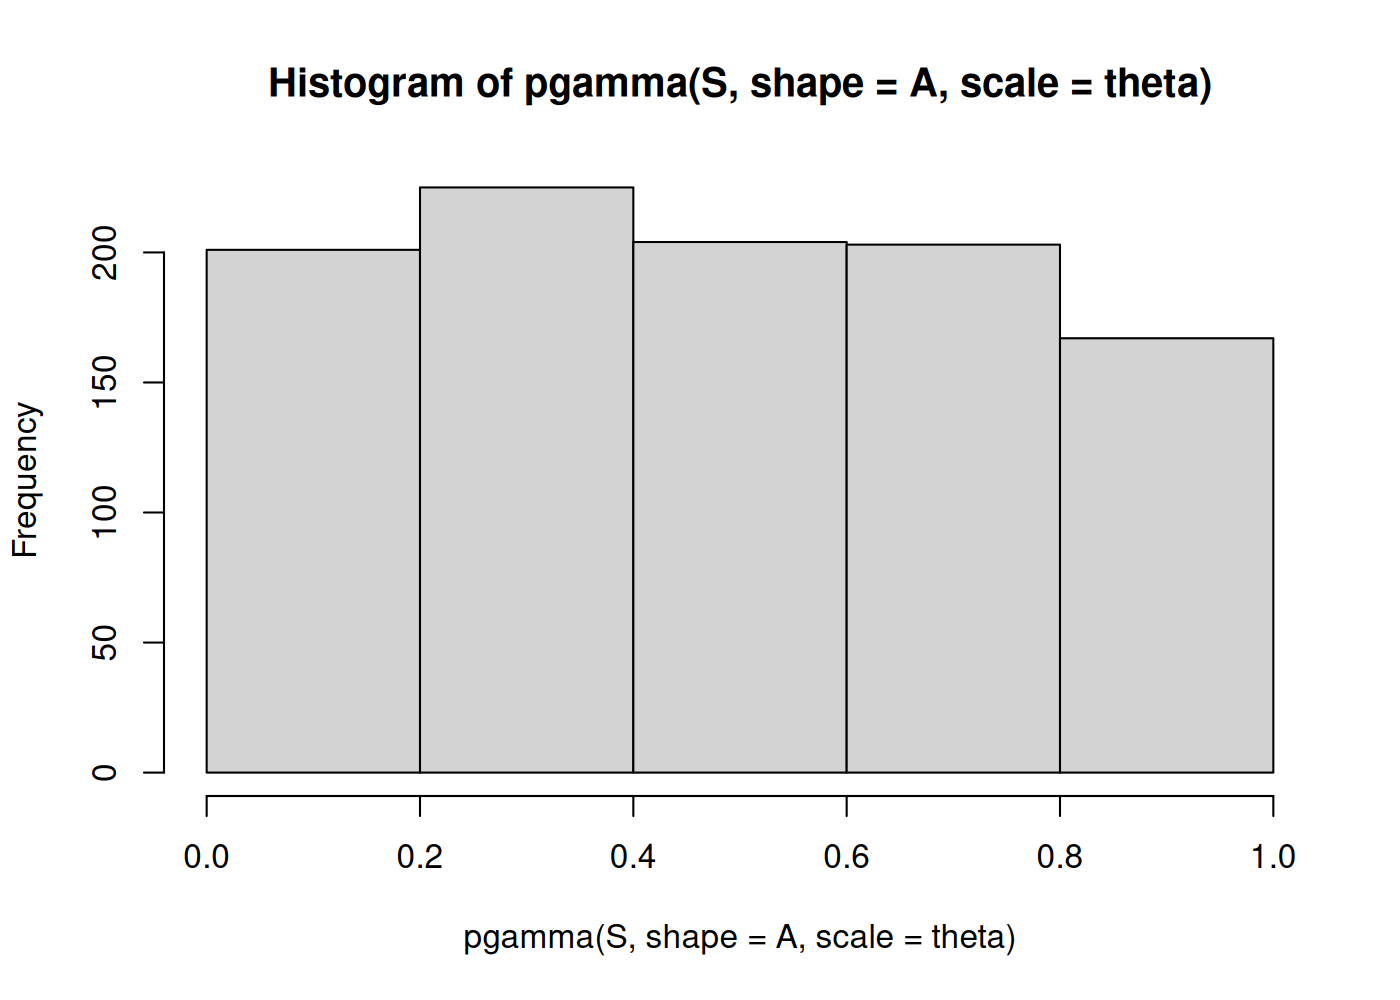 Histogram of pgamma(S, shape = A, scale = theta)
Frequency
200
150
100
50
0
0.0 0.2 0.4 0.6 0.8 1.0
pgamma(S, shape = A, scale = theta)